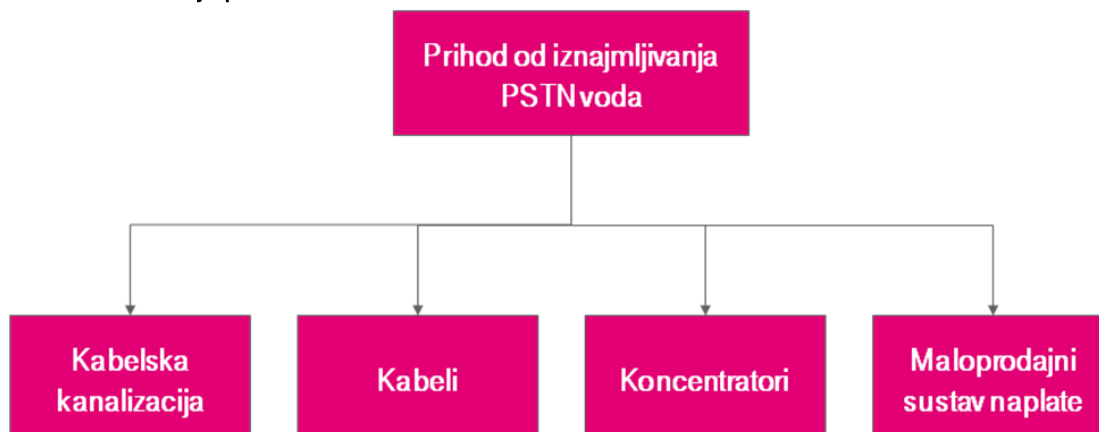 Prihod od iznajmljivanja
PSTN voda
Kabelska
kanalizacija
Kabeli
Koncentratori
Maloprodajni
sustav naplate